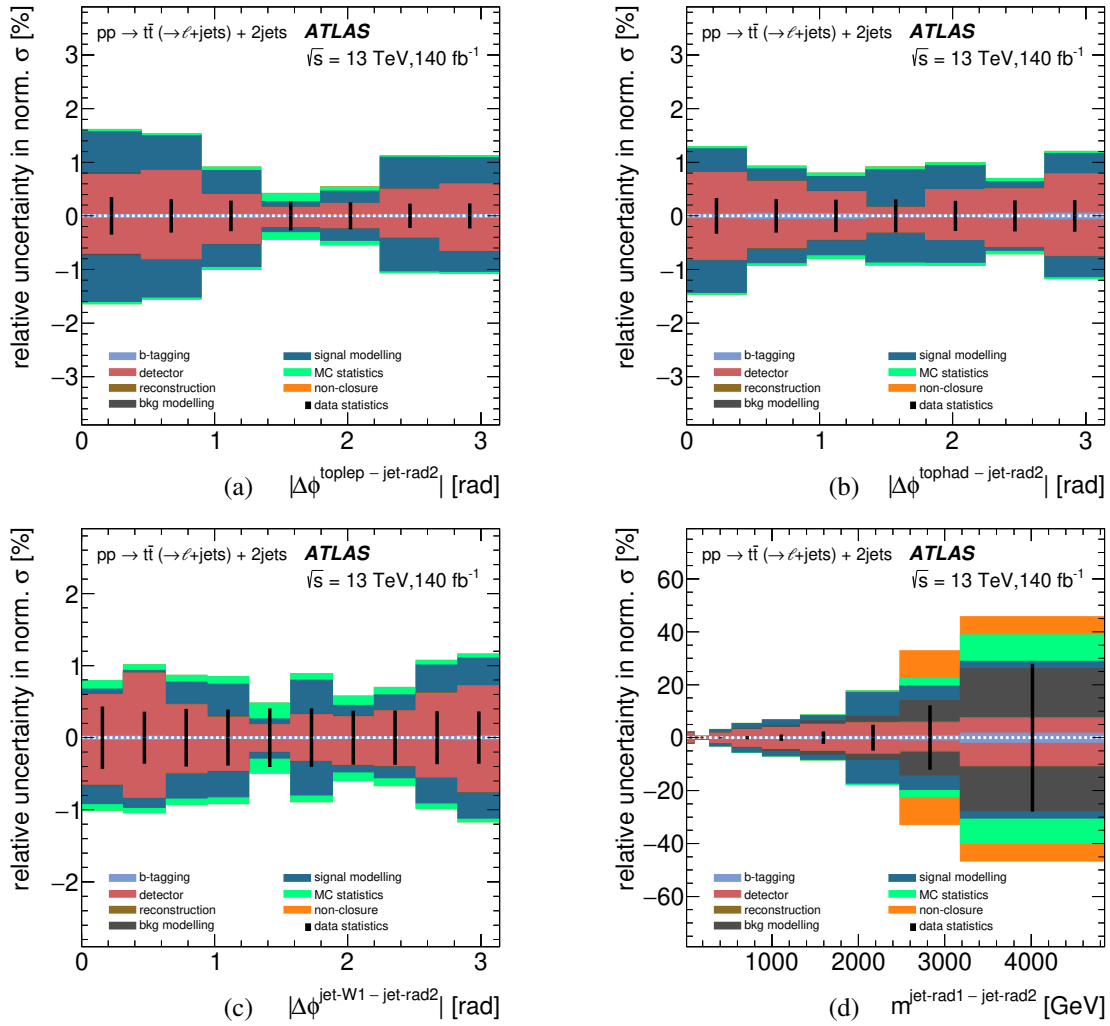 relative uncertainty in norm. σ [%]
pp → tt̄ (→ℓ+jets) + 2jets ATLAS
√s = 13 TeV,140 fb⁻¹
3
2
1
0
−1
−2
−3
b-tagging
detector
reconstruction
bkg modelling
signal modelling
MC statistics
non-closure
data statistics
0 1 2 3
(a) |Δϕ^{toplep − jet-rad2}| [rad]
relative uncertainty in norm. σ [%]
pp → tt̄ (→ℓ+jets) + 2jets ATLAS
√s = 13 TeV,140 fb⁻¹
3
2
1
0
−1
−2
−3
b-tagging
detector
reconstruction
bkg modelling
signal modelling
MC statistics
non-closure
data statistics
0 1 2 3
(b) |Δϕ^{tophad − jet-rad2}| [rad]
relative uncertainty in norm. σ [%]
pp → tt̄ (→ℓ+jets) + 2jets ATLAS
√s = 13 TeV,140 fb⁻¹
2
1
0
−1
−2
b-tagging
detector
reconstruction
bkg modelling
signal modelling
MC statistics
non-closure
data statistics
0 1 2 3
(c) |Δϕ^{jet-W1 − jet-rad2}| [rad]
relative uncertainty in norm. σ [%]
pp → tt̄ (→ℓ+jets) + 2jets ATLAS
√s = 13 TeV,140 fb⁻¹
60
40
20
0
−20
−40
−60
b-tagging
detector
reconstruction
bkg modelling
signal modelling
MC statistics
non-closure
data statistics
1000 2000 3000 4000
(d) m^{jet-rad1 − jet-rad2} [GeV]